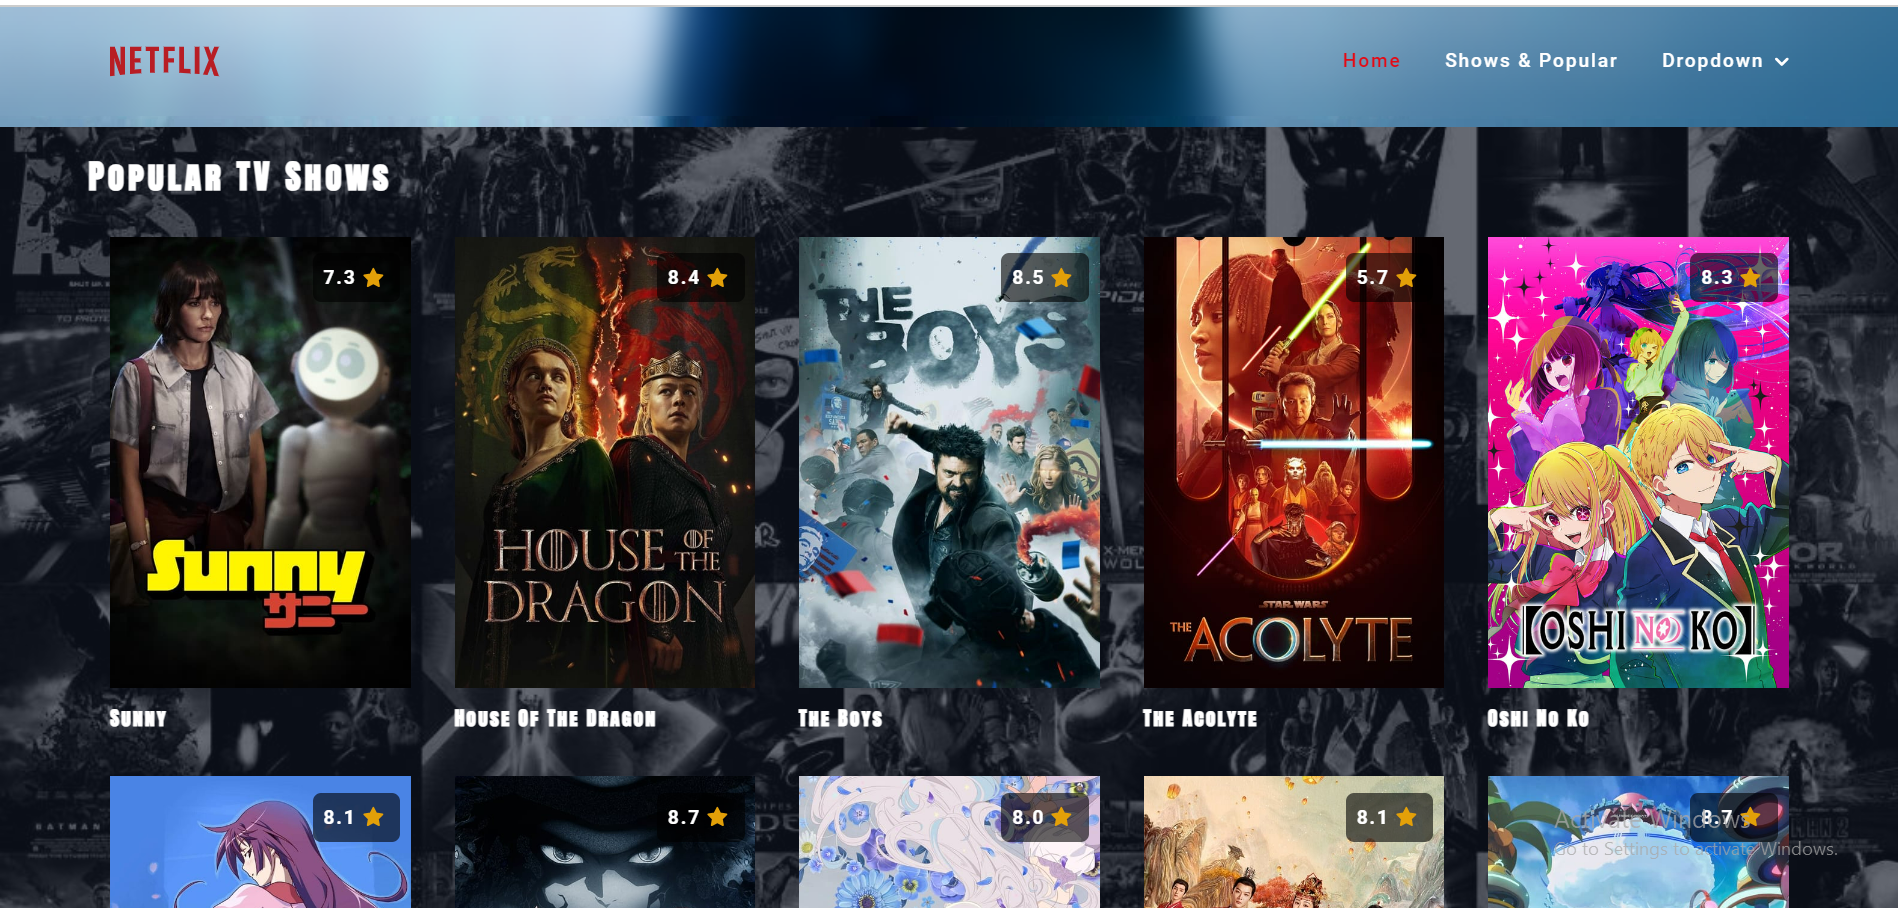 NETFLIX
Home
Shows & Popular
Dropdown
Popular TV Shows
7.3
8.4
8.5
5.7
8.3
Sunny
サニー
HOUSE OF THE
DRAGON
THE
BOYS
STAR WARS
THE ACOLYTE
【OSHI NO KO】
Sunny
House Of The Dragon
The Boys
The Acolyte
Oshi No Ko
8.1
8.7
8.0
8.1
8.7
Activate Windows
Go to Settings to activate Windows.
BATMAN